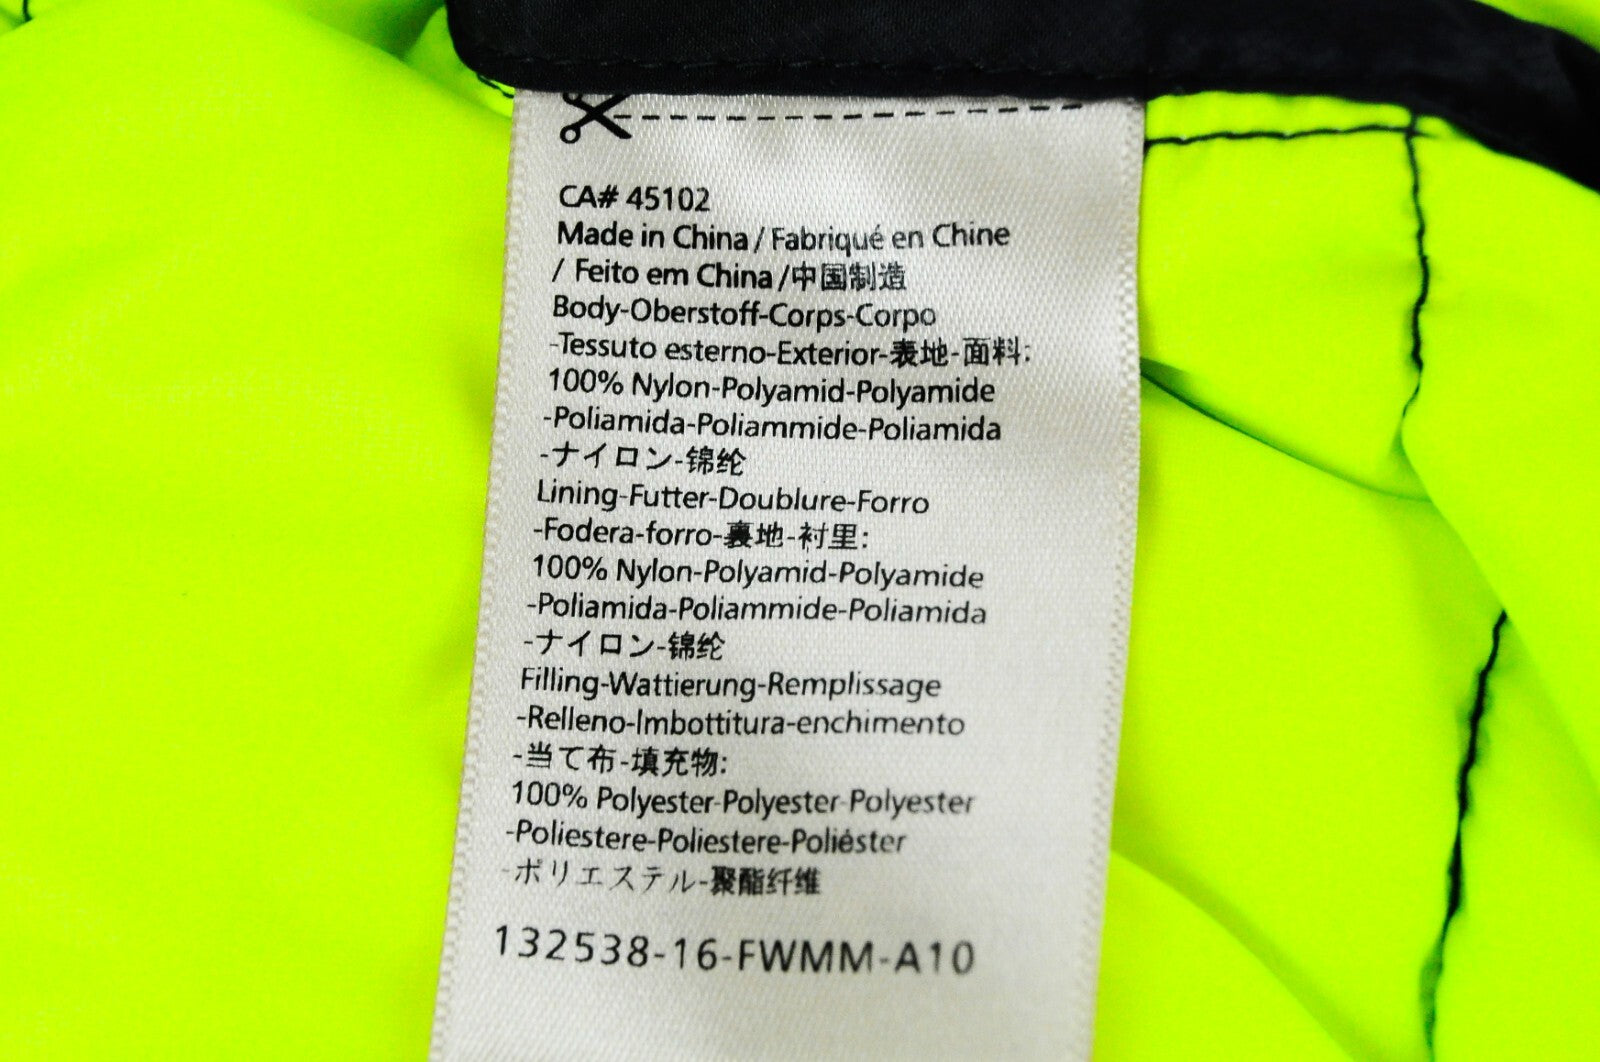 CA# 45102
Made in China / Fabriqué en Chine
/ Feito em China /中国制造
Body-Oberstoff-Corps-Corpo
-Tessuto esterno-Exterior-表地-面料:
100% Nylon-Polyamid-Polyamide
-Poliamida-Poliammide-Poliamida
-ナイロン-锦纶
Lining-Futter-Doublure-Forro
-Fodera-forro-裏地-衬里:
100% Nylon-Polyamid-Polyamide
-Poliamida-Poliammide-Poliamida
-ナイロン-锦纶
Filling-Wattierung-Remplissage
-Relleno-Imbottitura-enchimento
-当て布-填充物:
100% Polyester-Polyester-Polyester
-Poliestere-Poliestere-Poliéster
-ポリエステル-聚酯纤维
132538-16-FWMM-A10